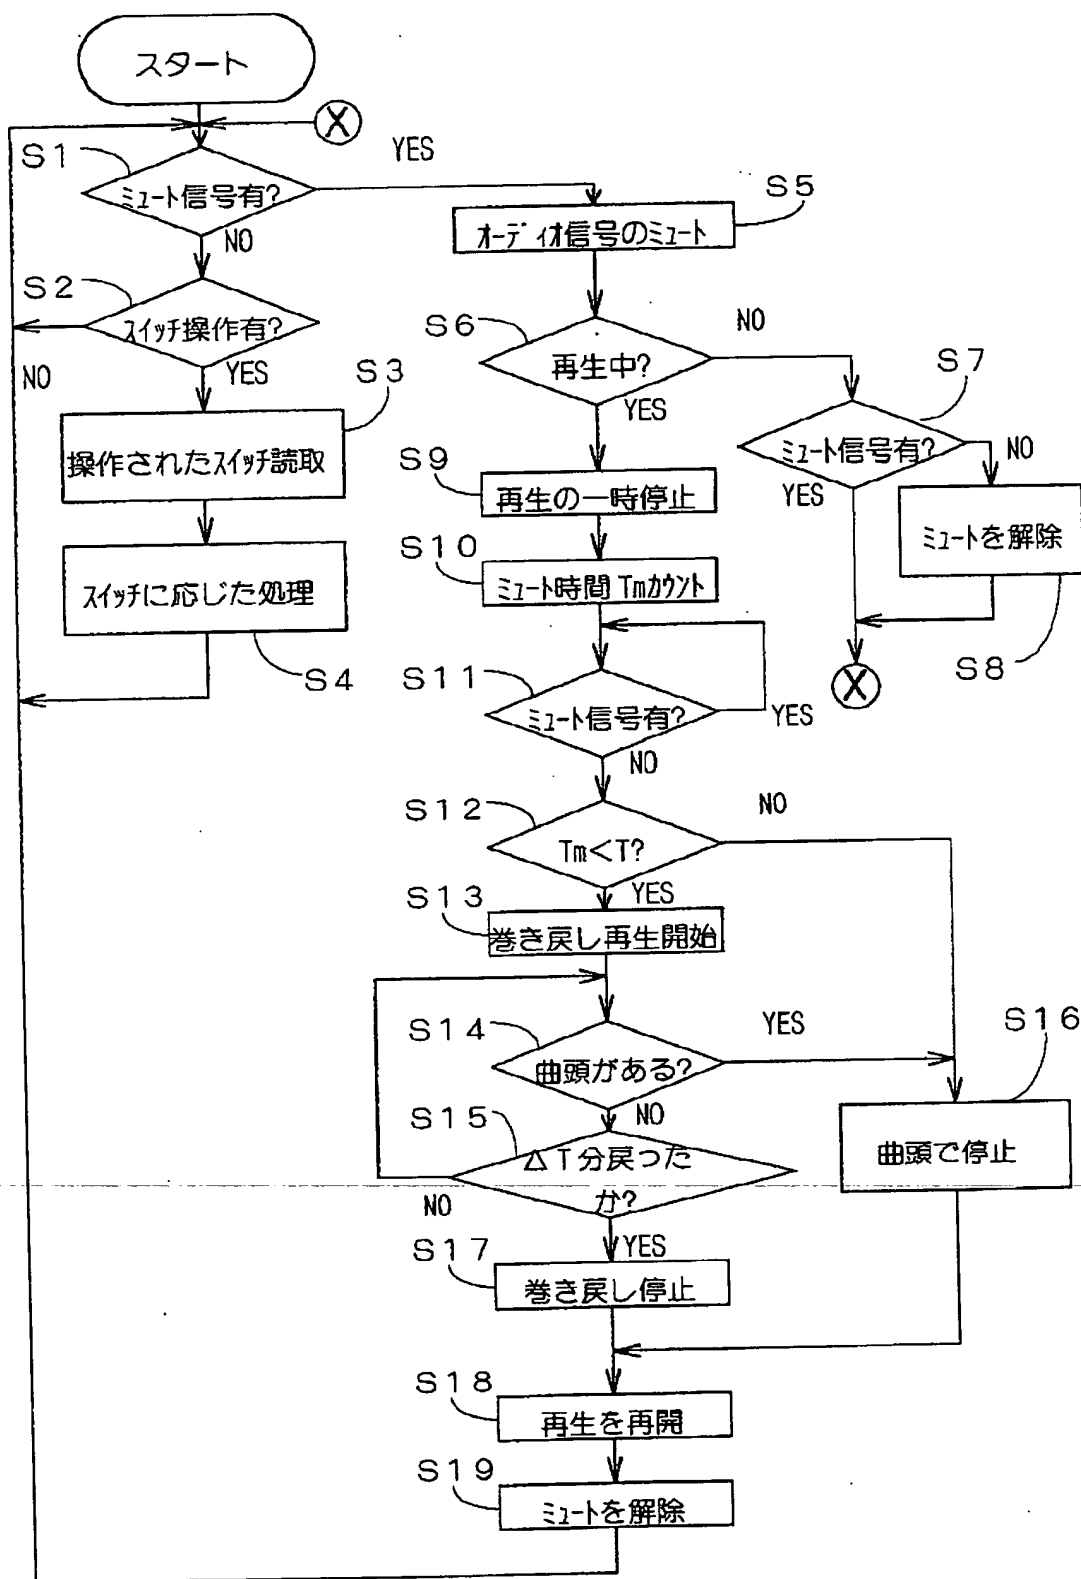 スタート
X
S1
YES
ミュート信号有?
S5
オーディオ信号のミュート
NO
S2
スイッチ操作有?
S6
NO
再生中?
NO
YES
S3
S7
YES
操作されたスイッチ読取
ミュート信号有?
NO
S9
YES
再生の一時停止
S10
ミュートを解除
スイッチに応じた処理
ミュート時間Tmカウント
S4
S11
X
S8
ミュート信号有?
YES
NO
S12
NO
Tm<T?
S13
YES
巻き戻し再生開始
S14
YES
S16
曲頭がある?
S15
NO
△T分戻った
か?
曲頭で停止
NO
S17
YES
巻き戻し停止
S18
再生を再開
S19
ミュートを解除